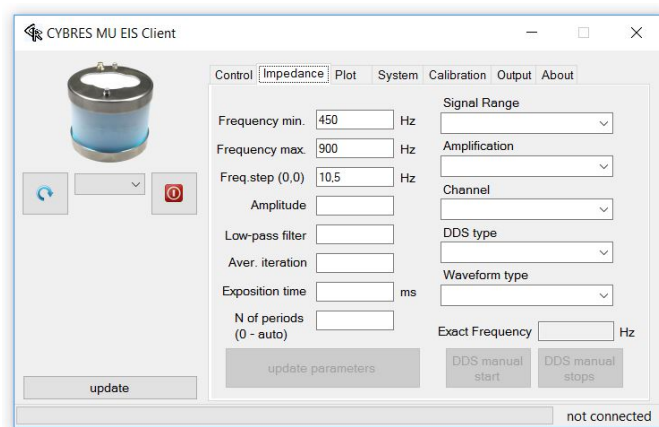 CYBRES MU EIS Client
Control Impedance Plot System Calibration Output About
Frequency min. 450 Hz
Frequency max. 900 Hz
Freq.step (0,0) 10,5 Hz
Amplitude
Low-pass filter
Aver. iteration
Exposition time ms
N of periods
(0 - auto)
update parameters
Signal Range
Amplification
Channel
DDS type
Waveform type
Exact Frequency Hz
DDS manual
start
DDS manual
stops
update
not connected